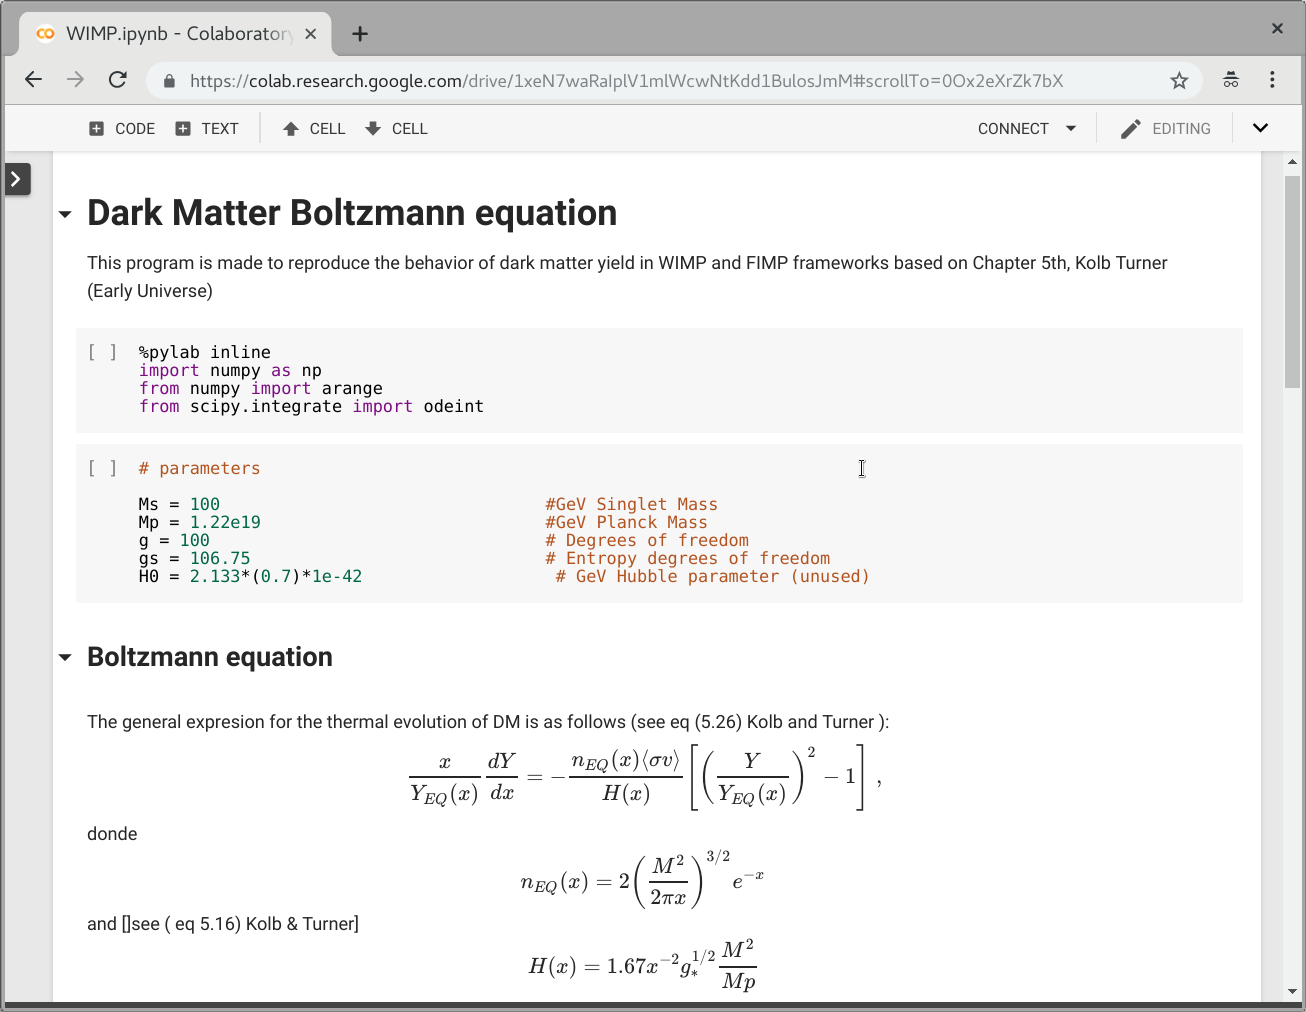 WIMP.ipynb - Colaboratory
https://colab.research.google.com/drive/1xeN7waRalplV1mlWcwNtKdd1BulosJmM#scrollTo=0Ox2eXrZk7bX
CODE TEXT CELL CELL CONNECT EDITING
Dark Matter Boltzmann equation
This program is made to reproduce the behavior of dark matter yield in WIMP and FIMP frameworks based on Chapter 5th, Kolb Turner
(Early Universe)
[ ] %pylab inline
import numpy as np
from numpy import arange
from scipy.integrate import odeint
[ ] # parameters
Ms = 100 #GeV Singlet Mass
Mp = 1.22e19 #GeV Planck Mass
g = 100 # Degrees of freedom
gs = 106.75 # Entropy degrees of freedom
H0 = 2.133*(0.7)*1e-42 # GeV Hubble parameter (unused)
Boltzmann equation
The general expresion for the thermal evolution of DM is as follows (see eq (5.26) Kolb and Turner ):
\frac{x}{Y_{EQ}(x)} \frac{dY}{dx} = -\frac{n_{EQ}(x)⟨σv⟩}{H(x)} \left[ \left( \frac{Y}{Y_{EQ}(x)} \right)^2 - 1 \right] ,
donde
n_{EQ}(x) = 2 \left( \frac{M^2}{2πx} \right)^{3/2} e^{-x}
and []see ( eq 5.16) Kolb & Turner]
H(x) = 1.67x^{-2} g_*^{1/2} \frac{M^2}{Mp}